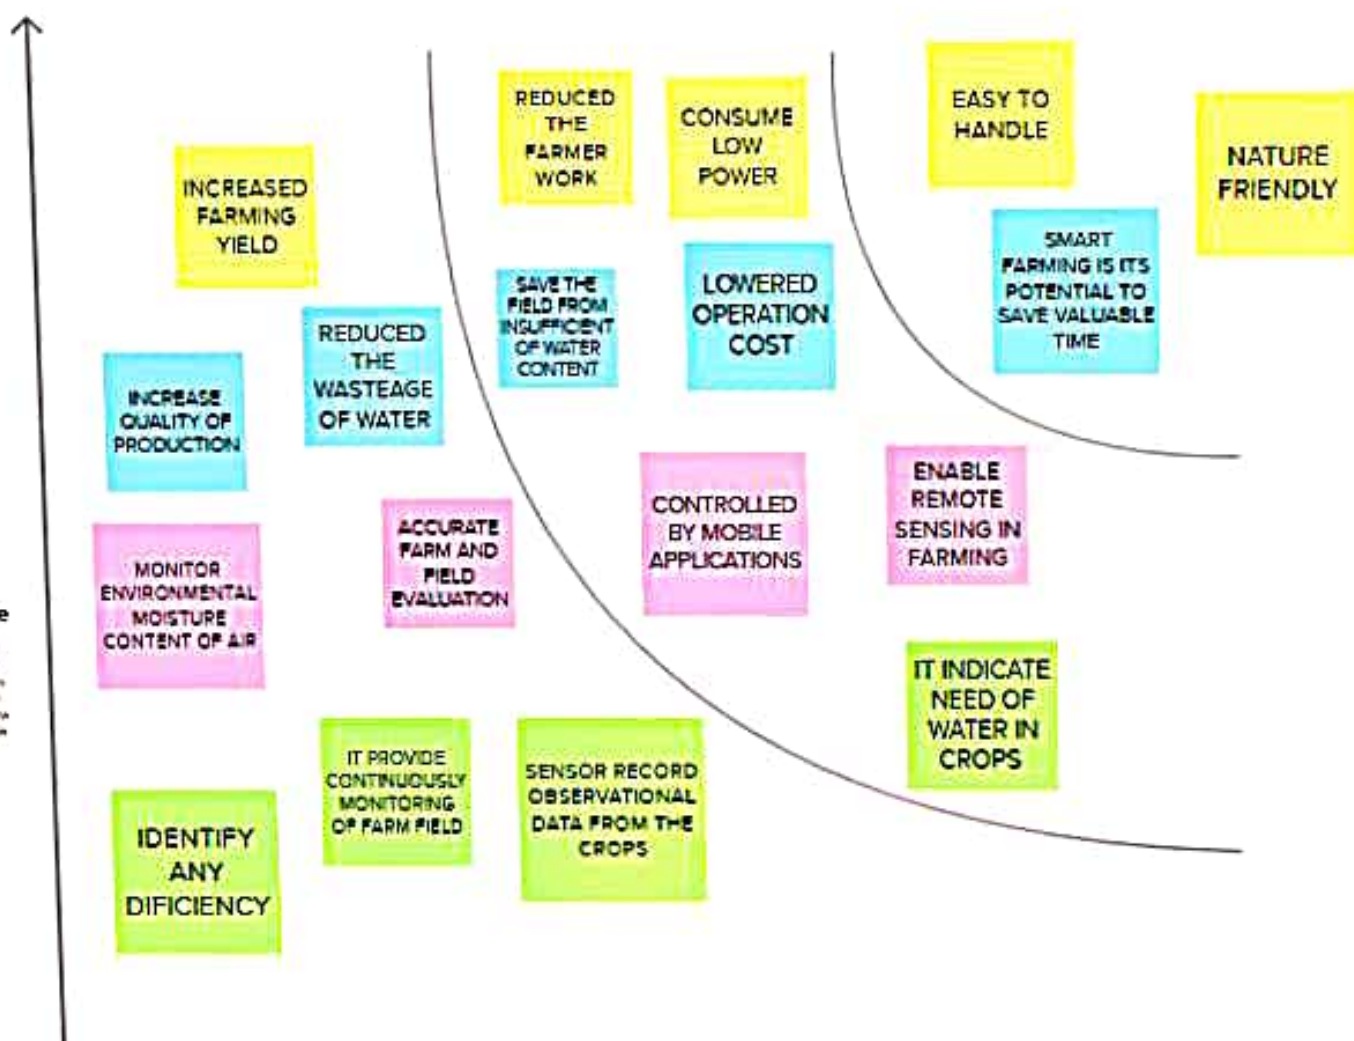 INCREASED
FARMING
YIELD
REDUCED
THE
FARMER
WORK
CONSUME
LOW
POWER
EASY TO
HANDLE
NATURE
FRIENDLY
INCREASE
QUALITY OF
PRODUCTION
REDUCED
THE
WASTEAGE
OF WATER
SAVE THE
FIELD FROM
INSUFFICIENT
OF WATER
CONTENT
LOWERED
OPERATION
COST
SMART
FARMING IS ITS
POTENTIAL TO
SAVE VALUABLE
TIME
MONITOR
ENVIRONMENTAL
MOISTURE
CONTENT OF AIR
ACCURATE
FARM AND
FIELD
EVALUATION
CONTROLLED
BY MOBILE
APPLICATIONS
ENABLE
REMOTE
SENSING IN
FARMING
IDENTIFY
ANY
DIFICIENCY
IT PROVIDE
CONTINUOUSLY
MONITORING
OF FARM FIELD
SENSOR RECORD
OBSERVATIONAL
DATA FROM THE
CROPS
IT INDICATE
NEED OF
WATER IN
CROPS